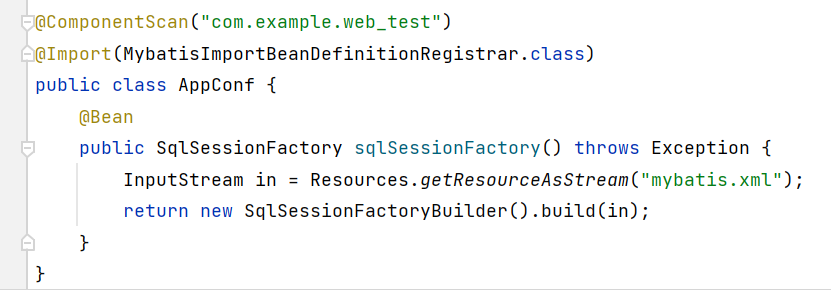 @ComponentScan("com.example.web_test")
@Import(MybatisImportBeanDefinitionRegistrar.class)
public class AppConf {
    @Bean
    public SqlSessionFactory sqlSessionFactory() throws Exception {
        InputStream in = Resources.getResourceAsStream("mybatis.xml");
        return new SqlSessionFactoryBuilder().build(in);
    }
}